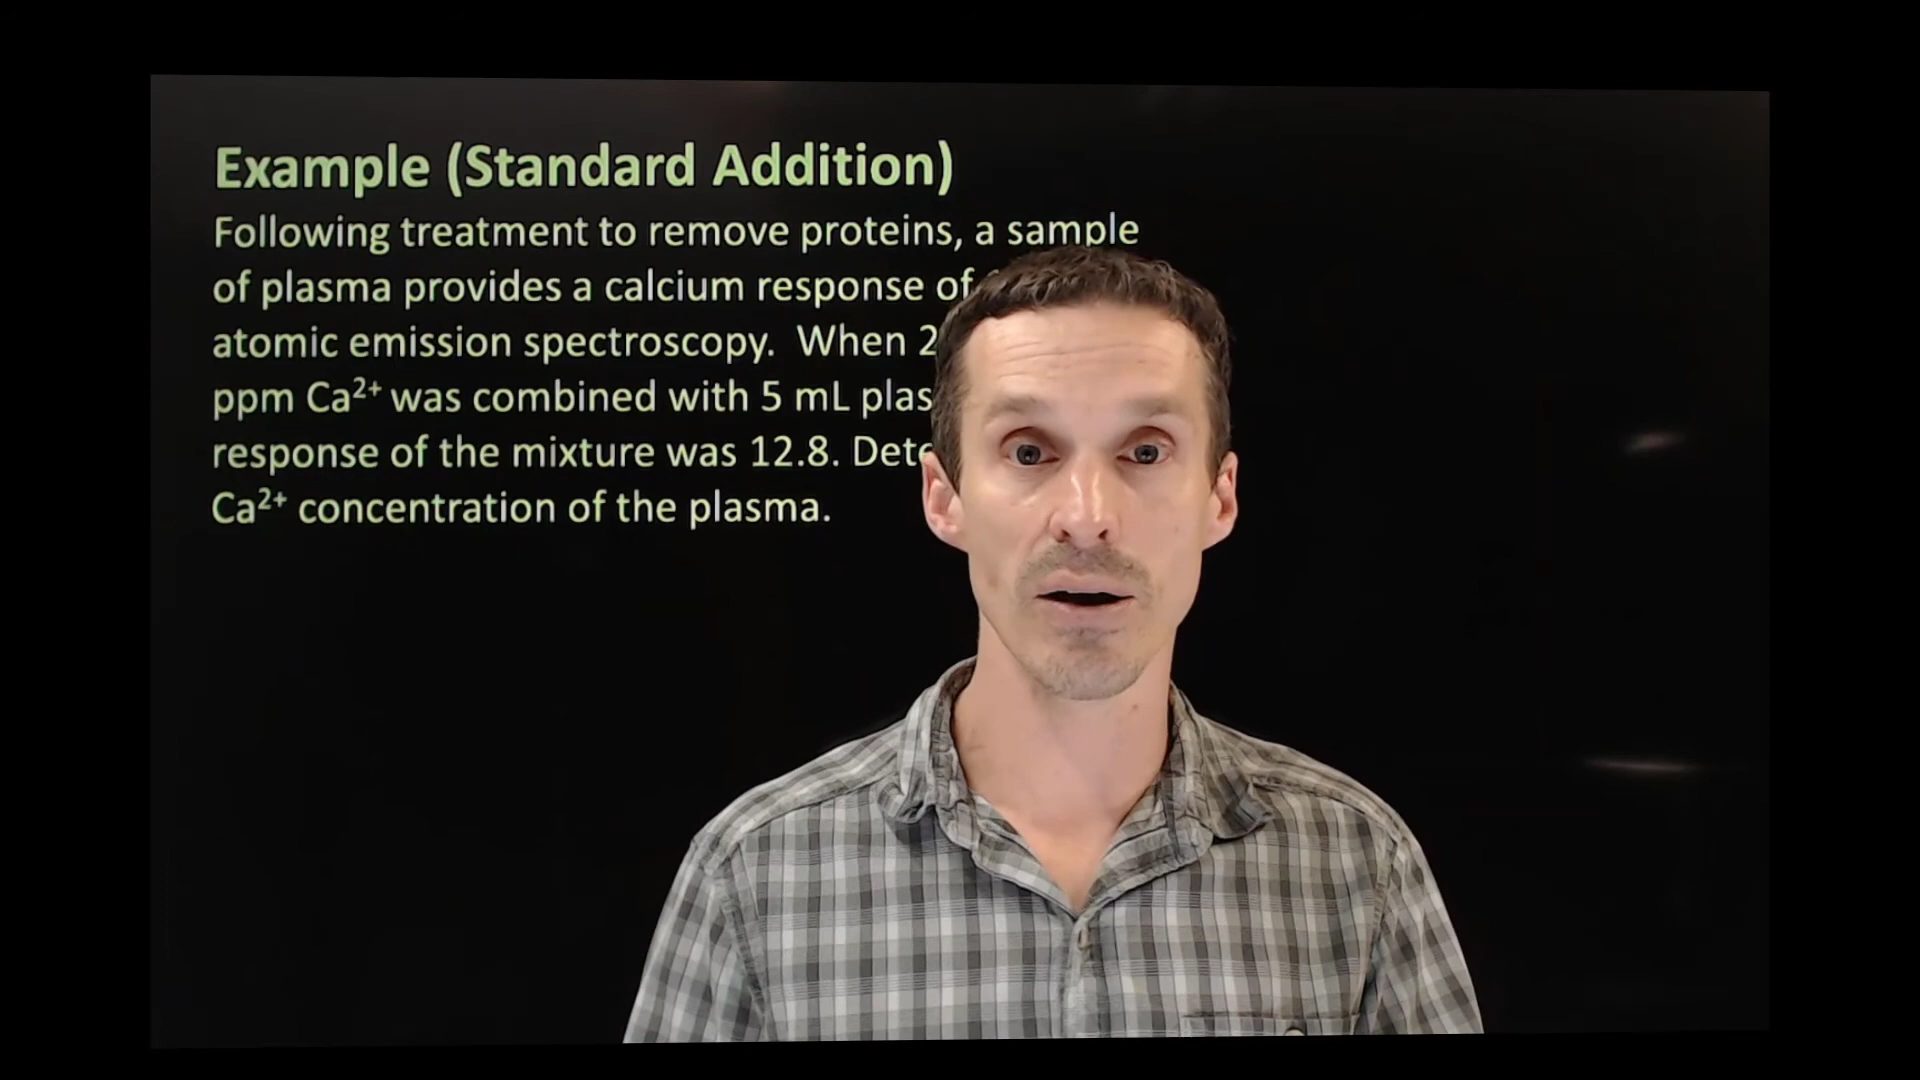 Example (Standard Addition)
Following treatment to remove proteins, a sample
of plasma provides a calcium response of
atomic emission spectroscopy. When
ppm Ca²⁺ was combined with 5 mL
response of the mixture was 12.8.
Ca²⁺ concentration of the plasma.